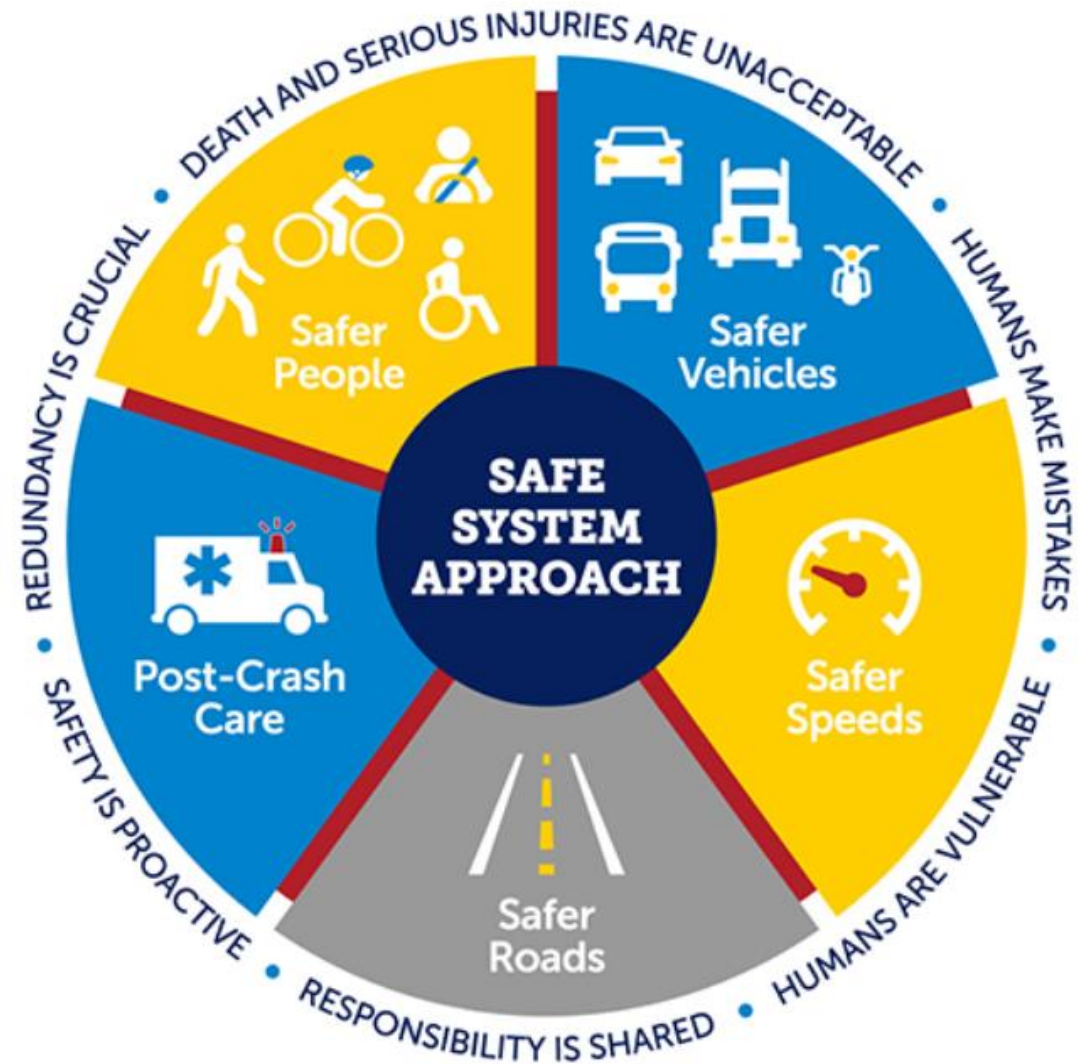 DEATH AND SERIOUS INJURIES ARE UNACCEPTABLE
HUMANS MAKE MISTAKES
HUMANS ARE VULNERABLE
RESPONSIBILITY IS SHARED
SAFETY IS PROACTIVE
REDUNDANCY IS CRUCIAL
Safer
People
Safer
Vehicles
SAFE
SYSTEM
APPROACH
Post-Crash
Care
Safer
Speeds
Safer
Roads